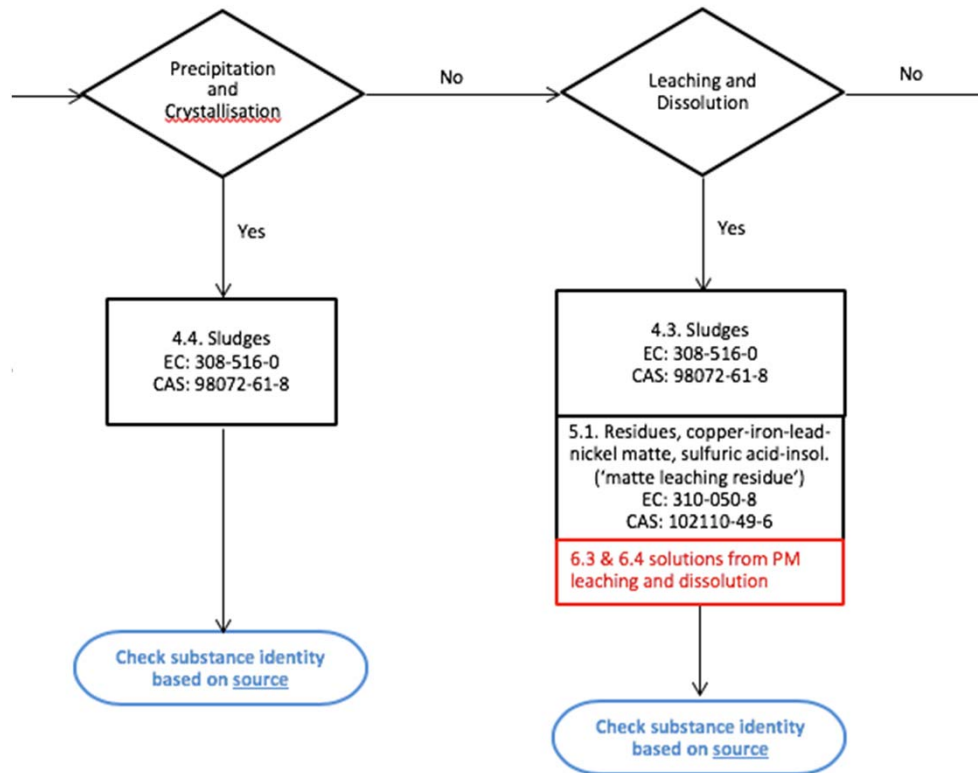 Precipitation
and
Crystallisation
No
Leaching and
Dissolution
No
Yes
Yes
4.4. Sludges
EC: 308-516-0
CAS: 98072-61-8
4.3. Sludges
EC: 308-516-0
CAS: 98072-61-8
5.1. Residues, copper-iron-lead-
nickel matte, sulfuric acid-insol.
('matte leaching residue')
EC: 310-050-8
CAS: 102110-49-6
6.3 & 6.4 solutions from PM
leaching and dissolution
Check substance identity
based on source
Check substance identity
based on source